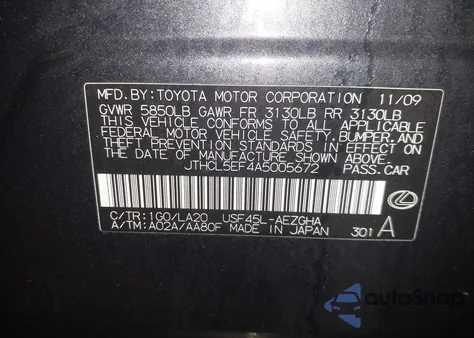 MFD.BY: TOYOTA MOTOR CORPORATION 11/09
GVWR 5850LB GAWR FR 3130LB RR 3130LB
THIS VEHICLE CONFORMS TO ALL APPLICABLE
FEDERAL MOTOR VEHICLE SAFETY, BUMPER, AND
THEFT PREVENTION STANDARDS IN EFFECT ON
THE DATE OF MANUFACTURE SHOWN ABOVE.
JTHCL5EF4A5005672 PASS.CAR
C/TR:1G0/LA20 USF45L-AEZGHA
A/TM:A02A/AA80F MADE IN JAPAN 301 A
autoSnap